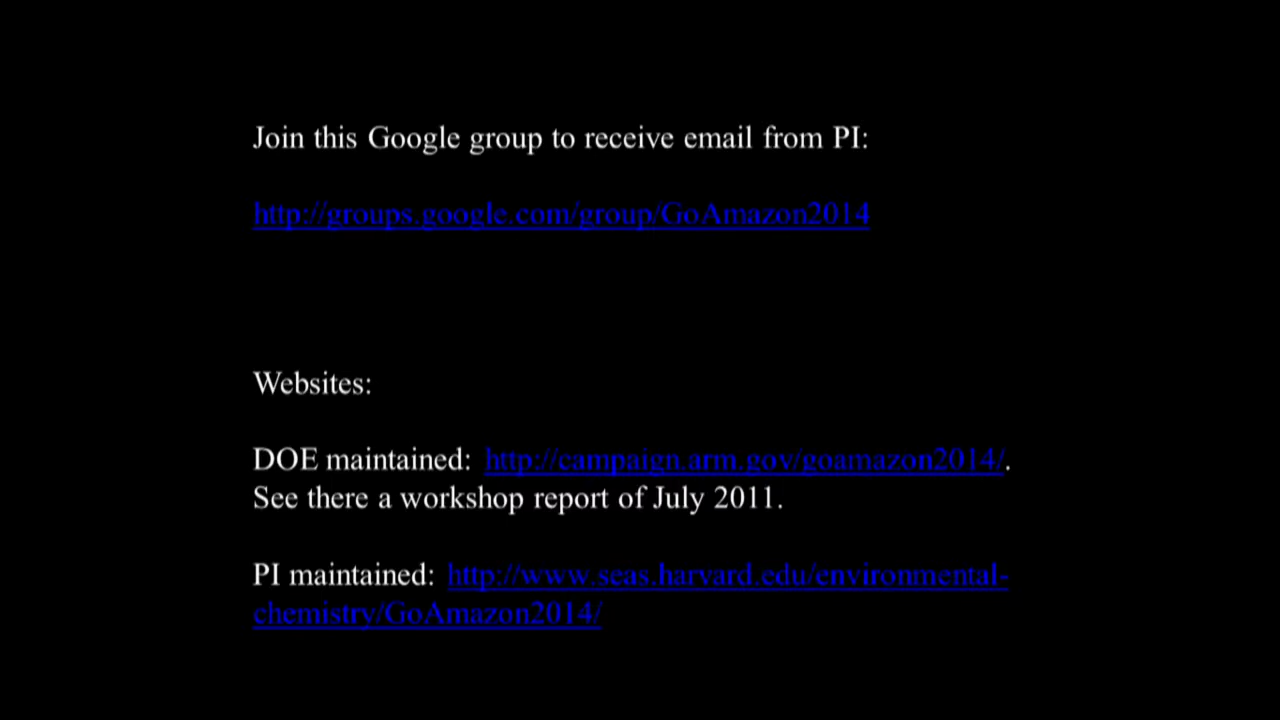 Join this Google group to receive email from PI:
http://groups.google.com/group/GoAmazon2014
Websites:
DOE maintained: http://campaign.arm.gov/goamazon2014/.
See there a workshop report of July 2011.
PI maintained: http://www.seas.harvard.edu/environmental-
chemistry/GoAmazon2014/